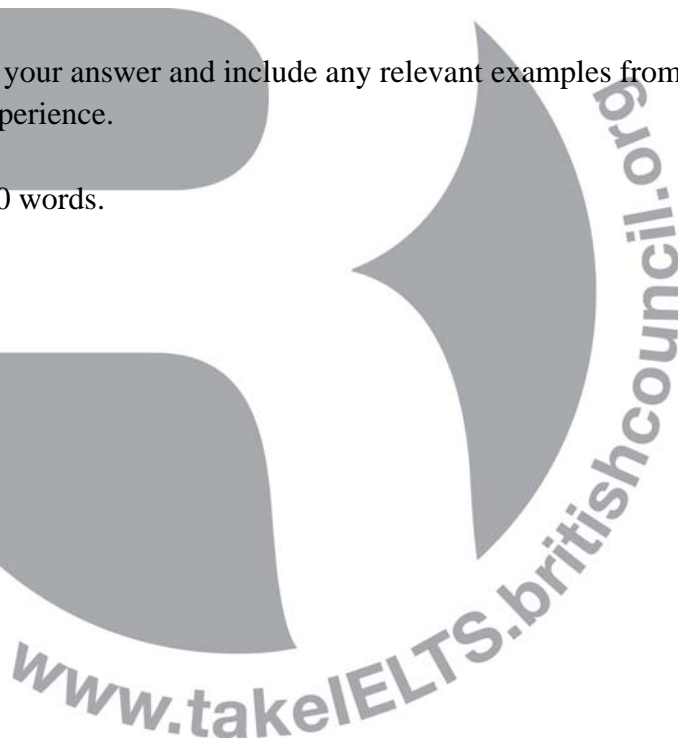 your answer and include any relevant examples from
perience.
0 words.
www.takeIELTS.britishcouncil.org